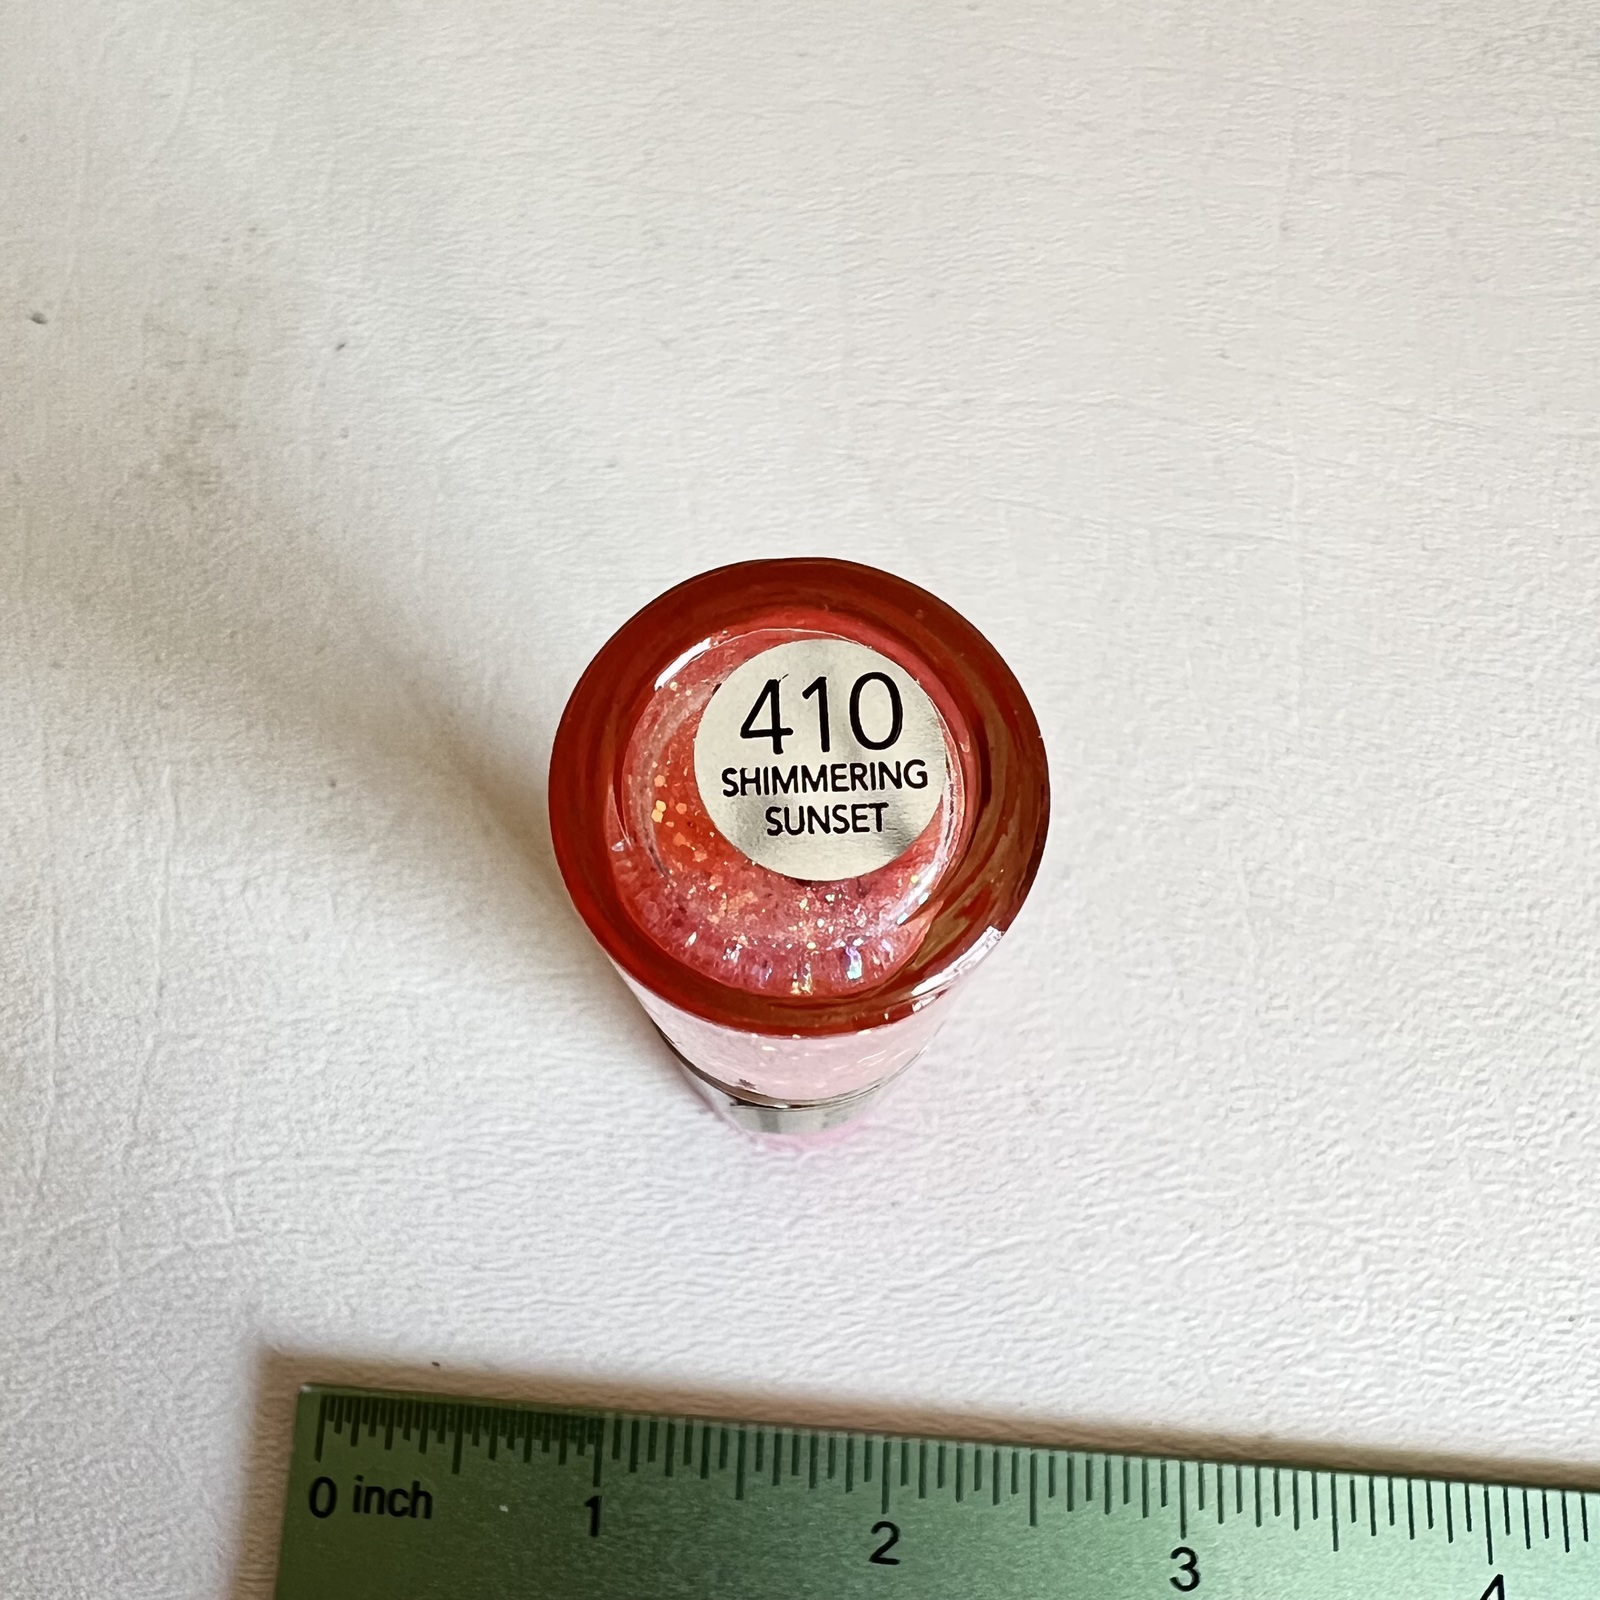 410
SHIMMERING
SUNSET
0 inch 1 2 3 4